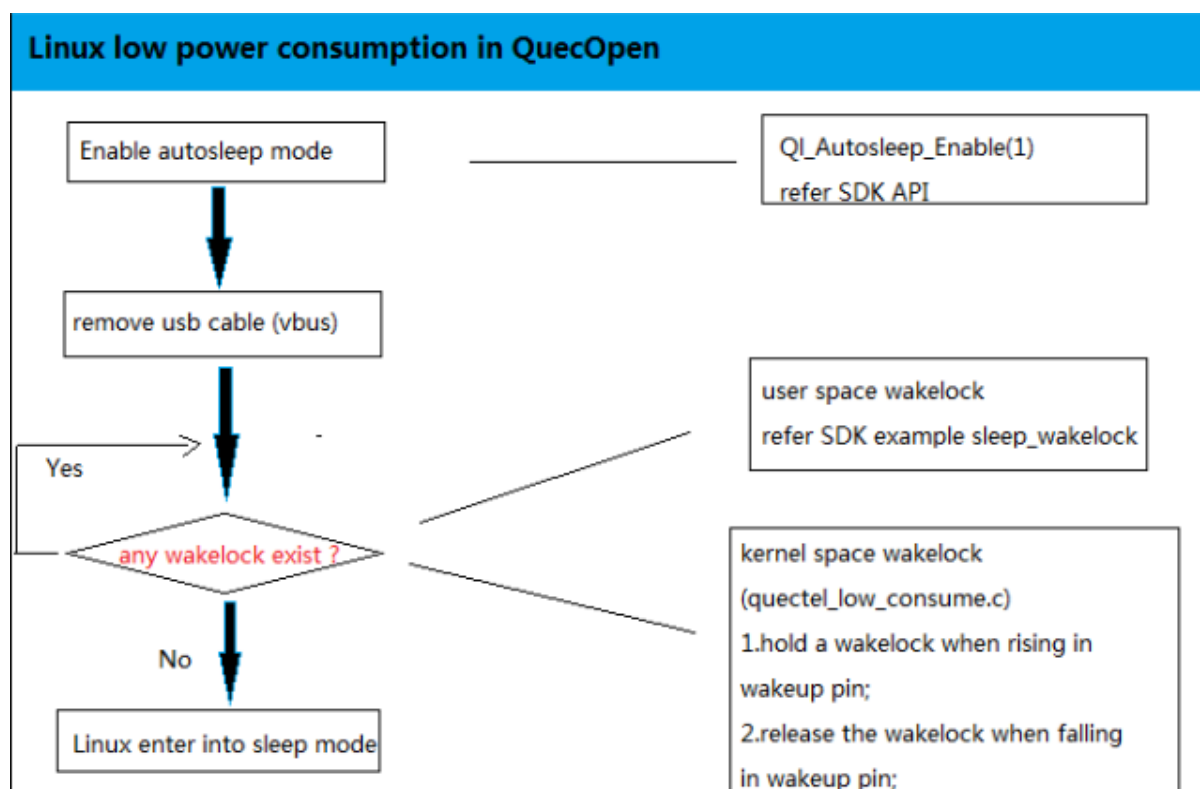 Linux low power consumption in QuecOpen
Enable autosleep mode
Ql_Autosleep_Enable(1)
refer SDK API
remove usb cable (vbus)
user space wakelock
refer SDK example sleep_wakelock
Yes
any wakelock exist ?
kernel space wakelock
(quectel_low_consume.c)
1.hold a wakelock when rising in
wakeup pin;
2.release the wakelock when falling
in wakeup pin;
No
Linux enter into sleep mode